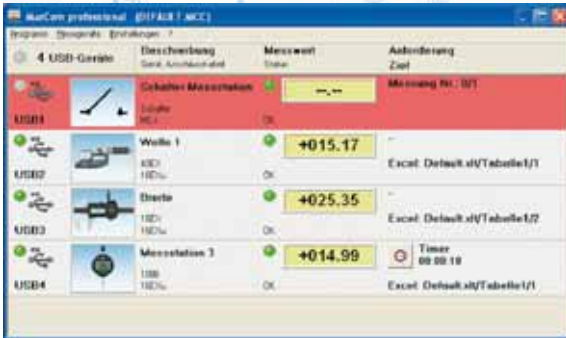 MarCom professional (DEFAULT.MCC)
Programm Messgeräte Einstellungen ?
4 USB-Geräte
Beschreibung
Messwert
Status
Anforderung
Ziel
USB1
Schalter Messstation
Schalter
--.--
OK
Messung Nr.: 0/1
USB2
Welle 1
+015.17
OK
--
Excel: Default.xlt/Tabelle1/1
USB3
Breite
+025.35
OK
--
Excel: Default.xlt/Tabelle1/2
USB4
Messstation 3
+014.99
OK
Timer
00:00:10
Excel: Default.xlt/Tabelle1/1